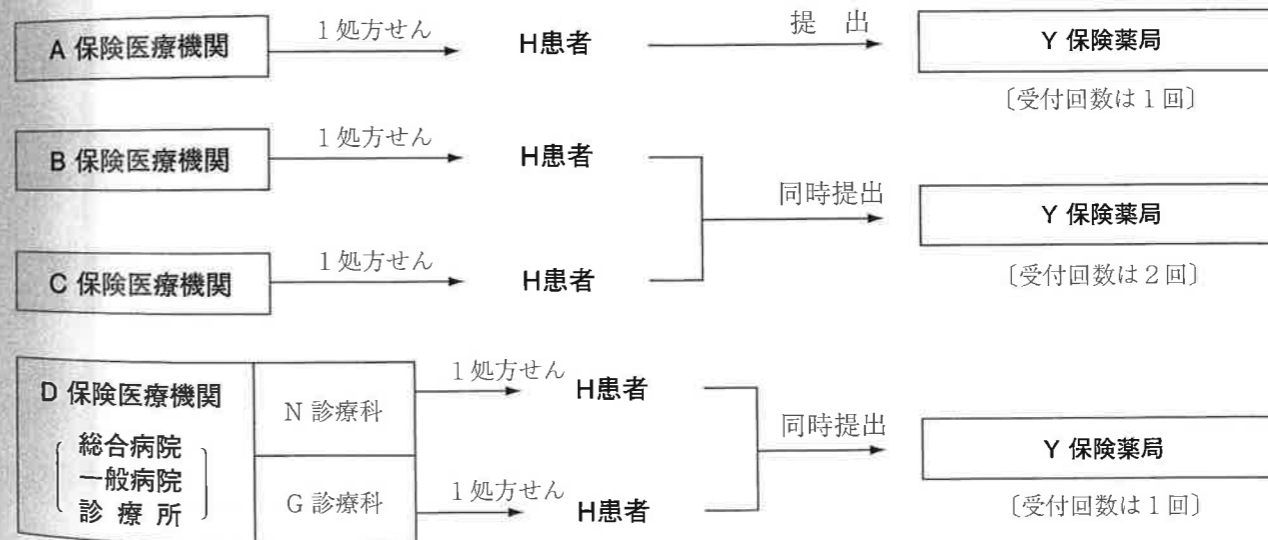 A 保険医療機関 1処方せん H患者 提 出 Y 保険薬局
〔受付回数は1回〕
B 保険医療機関 1処方せん H患者
同時提出 Y 保険薬局
C 保険医療機関 1処方せん H患者
〔受付回数は2回〕
D 保険医療機関
総合病院
一般病院
診 療 所
N 診療科 1処方せん H患者
G 診療科 1処方せん H患者
同時提出 Y 保険薬局
〔受付回数は1回〕